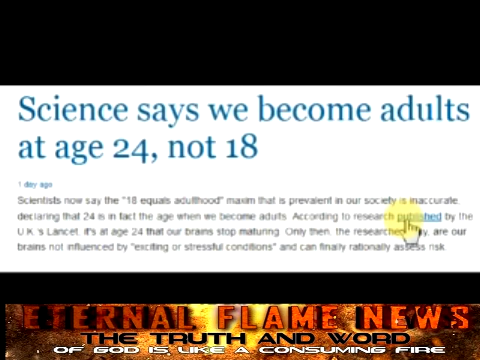 Science says we become adults
at age 24, not 18
1 day ago
Scientists now say the "18 equals adulthood" maxim that is prevalent in our society is inaccurate,
declaring that 24 is in fact the age when we become adults. According to research published by the
U.K.'s Lancet, it's at age 24 that our brains stop maturing. Only then, the researchers say, are our
brains not influenced by "exciting or stressful conditions" and can finally rationally assess risk.
ETERNAL FLAME NEWS
THE TRUTH AND WORD
OF GOD IS LIKE A CONSUMING FIRE